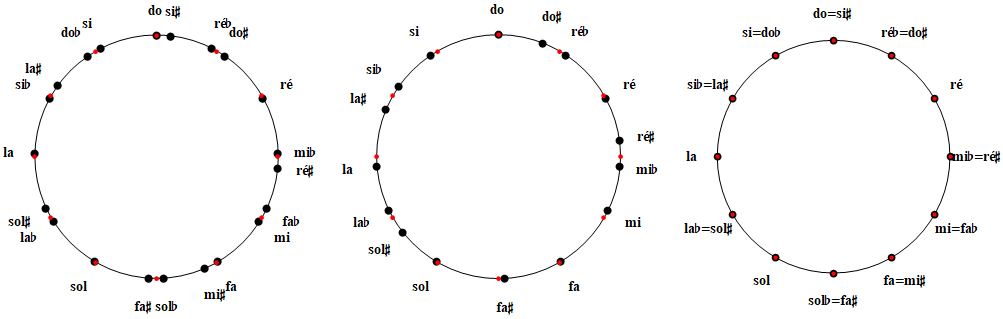 do si♯
réb
do♯
ré
mib
ré♯
fab
mi
fa
mi♯
solb
fa♯
sol
lab
sol♯
la
sib
la♯
dob
si
do
do♯
réb
ré
ré♯
mib
mi
fa
fa♯
sol
sol♯
lab
la
la♯
sib
si
do=si♯
réb=do♯
ré
mib=ré♯
mi=fab
fa=mi♯
solb=fa♯
sol
lab=sol♯
la
sib=la♯
si=dob